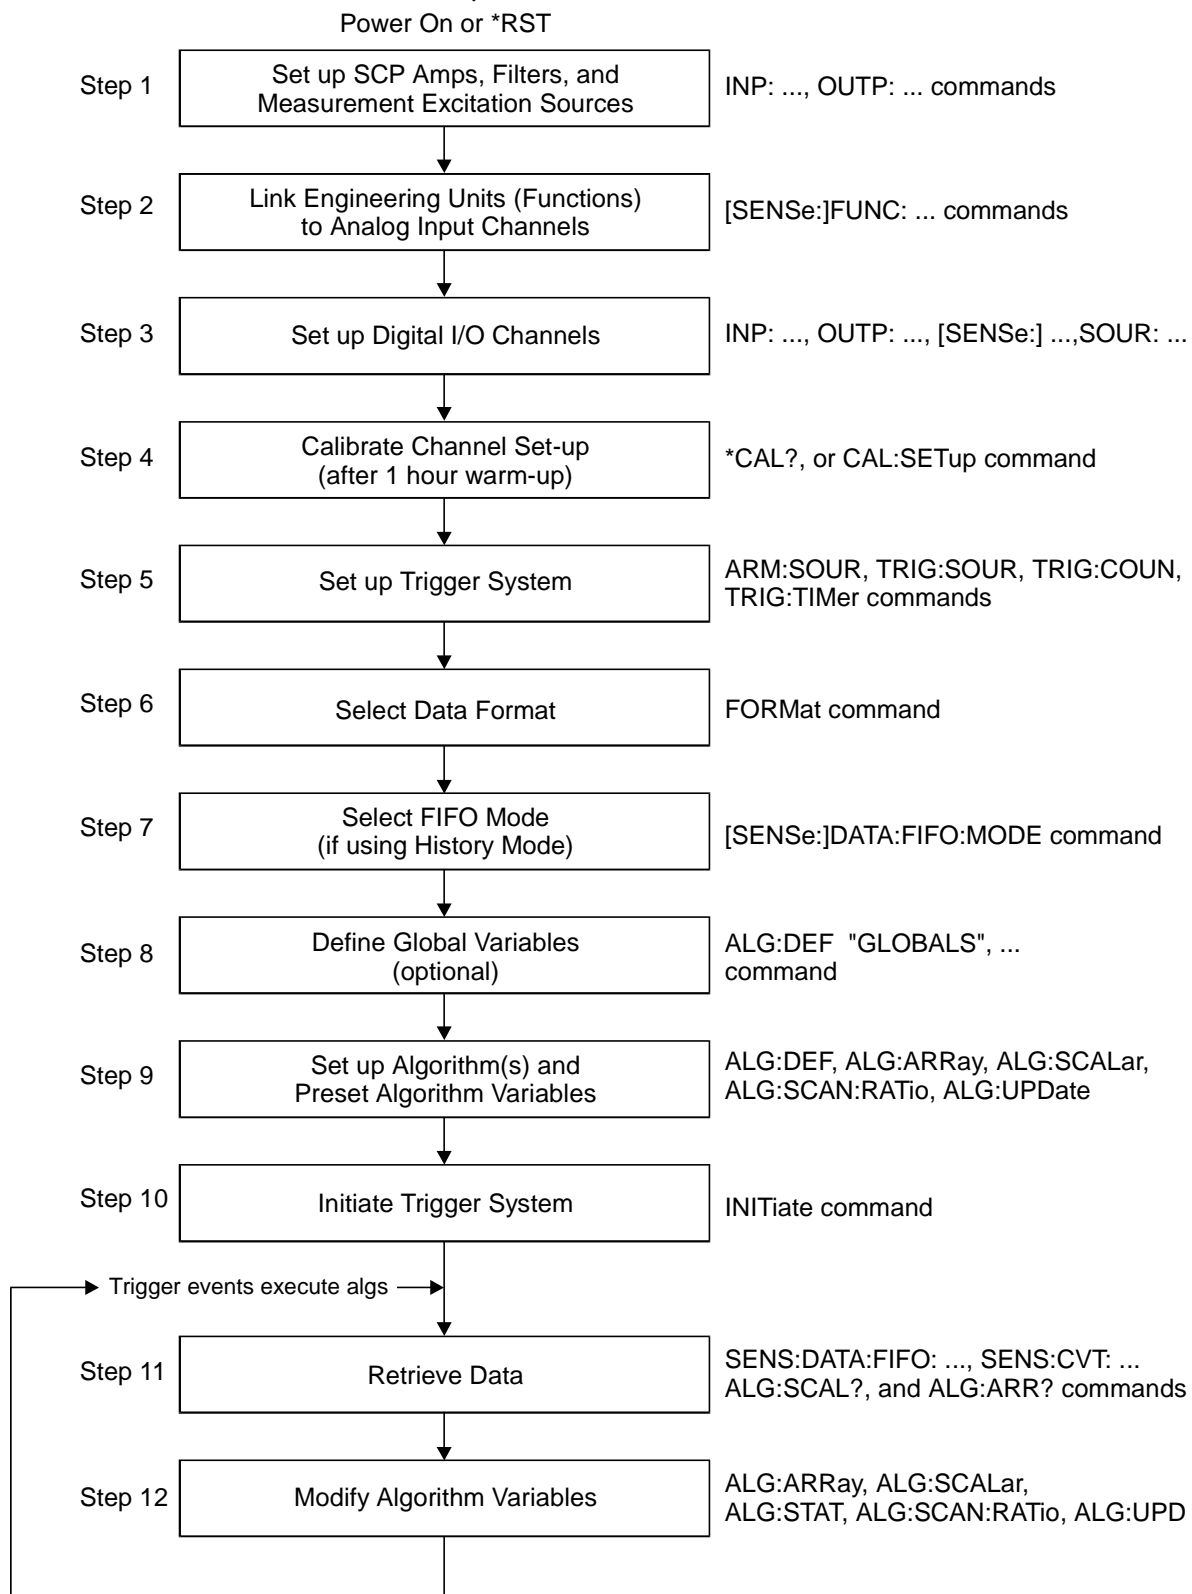 Power On or *RST
Step 1
Set up SCP Amps, Filters, and
Measurement Excitation Sources
INP: ..., OUTP: ... commands
Step 2
Link Engineering Units (Functions)
to Analog Input Channels
[SENSe:]FUNC: ... commands
Step 3
Set up Digital I/O Channels
INP: ..., OUTP: ..., [SENSe:] ...,SOUR: ...
Step 4
Calibrate Channel Set-up
(after 1 hour warm-up)
*CAL?, or CAL:SETup command
Step 5
Set up Trigger System
ARM:SOUR, TRIG:SOUR, TRIG:COUN,
TRIG:TIMer commands
Step 6
Select Data Format
FORMat command
Step 7
Select FIFO Mode
(if using History Mode)
[SENSe:]DATA:FIFO:MODE command
Step 8
Define Global Variables
(optional)
ALG:DEF "GLOBALS", ...
command
Step 9
Set up Algorithm(s) and
Preset Algorithm Variables
ALG:DEF, ALG:ARRay, ALG:SCALar,
ALG:SCAN:RATio, ALG:UPDate
Step 10
Initiate Trigger System
INITiate command
Trigger events execute algs
Step 11
Retrieve Data
SENS:DATA:FIFO: ..., SENS:CVT: ...
ALG:SCAL?, and ALG:ARR? commands
Step 12
Modify Algorithm Variables
ALG:ARRay, ALG:SCALar,
ALG:STAT, ALG:SCAN:RATio, ALG:UPD